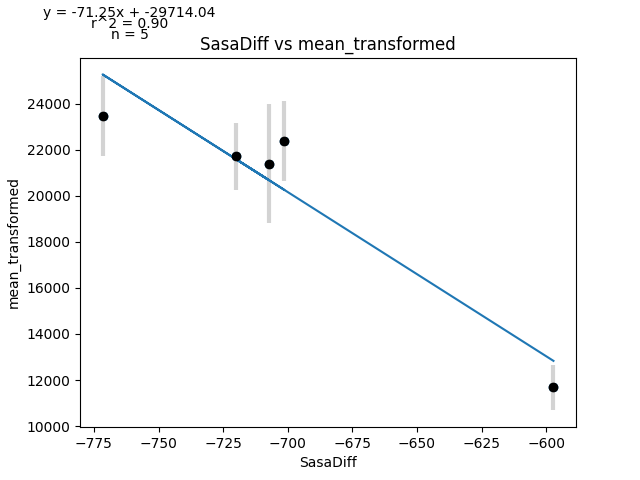 y = -71.25x + -29714.04
r^2 = 0.90
n = 5
SasaDiff vs mean_transformed
24000
22000
20000
18000
16000
14000
12000
10000
mean_transformed
−775 −750 −725 −700 −675 −650 −625 −600
SasaDiff